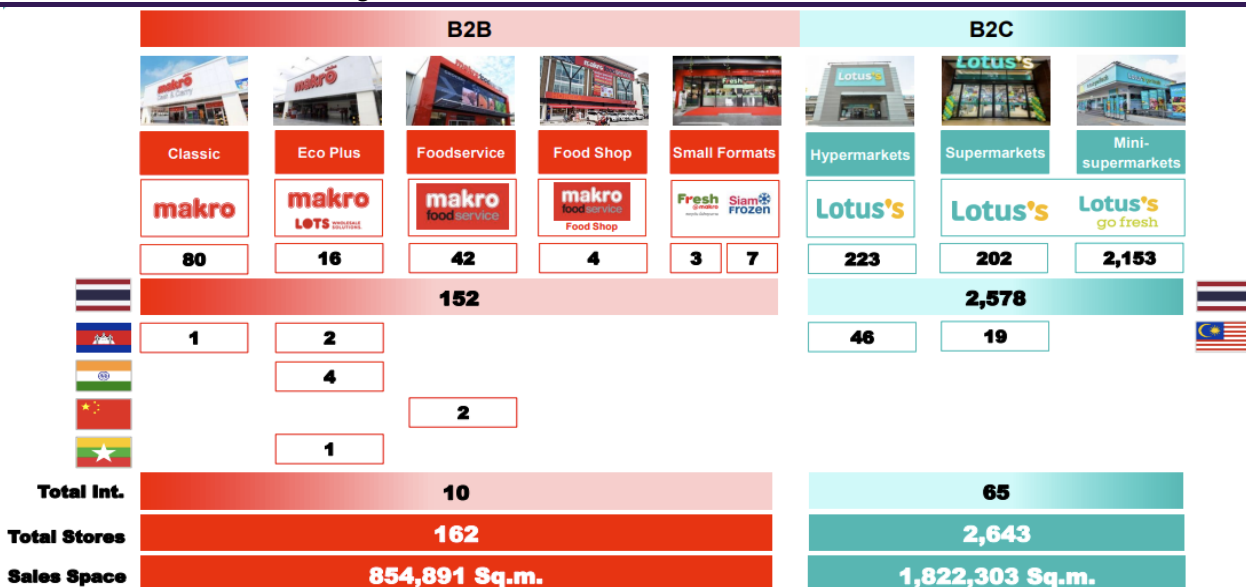 B2B
B2C
makro
makro
makro
Lotus's
Lotus's
Classic
Eco Plus
Foodservice
Food Shop
Small Formats
Hypermarkets
Supermarkets
Mini-
supermarkets
makro
makro
LOTS WHOLESALE
SOLUTIONS
makro
foodservice
makro
foodservice
Food Shop
Fresh
@makro
Siam
FROZEN
Lotus's
Lotus's
Lotus's
go fresh
80
16
42
4
3
7
223
202
2,153
152
2,578
1
2
46
19
4
2
1
Total Int.
10
65
Total Stores
162
2,643
Sales Space
854,891 Sq.m.
1,822,303 Sq.m.